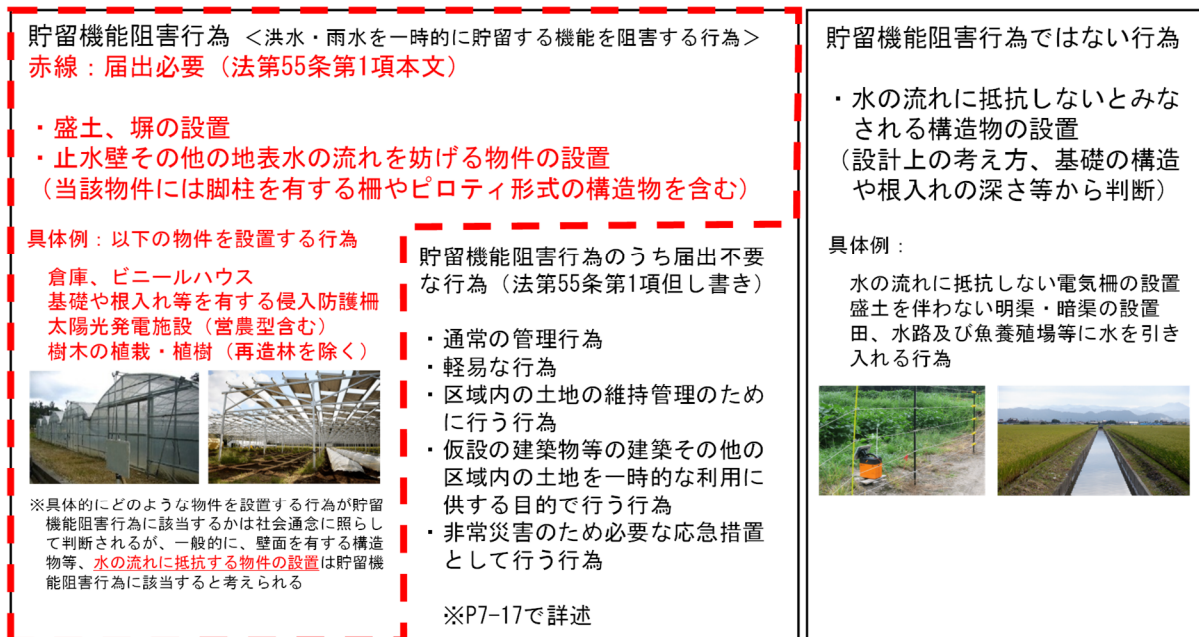 貯留機能阻害行為 ＜洪水・雨水を一時的に貯留する機能を阻害する行為＞
赤線：届出必要（法第55条第1項本文）
・盛土、塀の設置
・止水壁その他の地表水の流れを妨げる物件の設置
（当該物件には脚柱を有する柵やピロティ形式の構造物を含む）
具体例：以下の物件を設置する行為
倉庫、ビニールハウス
基礎や根入れ等を有する侵入防護柵
太陽光発電施設（営農型含む）
樹木の植栽・植樹（再造林を除く）
※具体的にどのような物件を設置する行為が貯留
機能阻害行為に該当するかは社会通念に照らし
て判断されるが、一般的に、壁面を有する構造
物等、水の流れに抵抗する物件の設置は貯留機
能阻害行為に該当すると考えられる
貯留機能阻害行為のうち届出不要
な行為（法第55条第1項但し書き）
・通常の管理行為
・軽易な行為
・区域内の土地の維持管理のため
に行う行為
・仮設の建築物等の建築その他の
区域内の土地を一時的な利用に
供する目的で行う行為
・非常災害のため必要な応急措置
として行う行為
※P7-17で詳述
貯留機能阻害行為ではない行為
・水の流れに抵抗しないとみな
される構造物の設置
（設計上の考え方、基礎の構造
や根入れの深さ等から判断）
具体例：
水の流れに抵抗しない電気柵の設置
盛土を伴わない明渠・暗渠の設置
田、水路及び魚養殖場等に水を引き
入れる行為